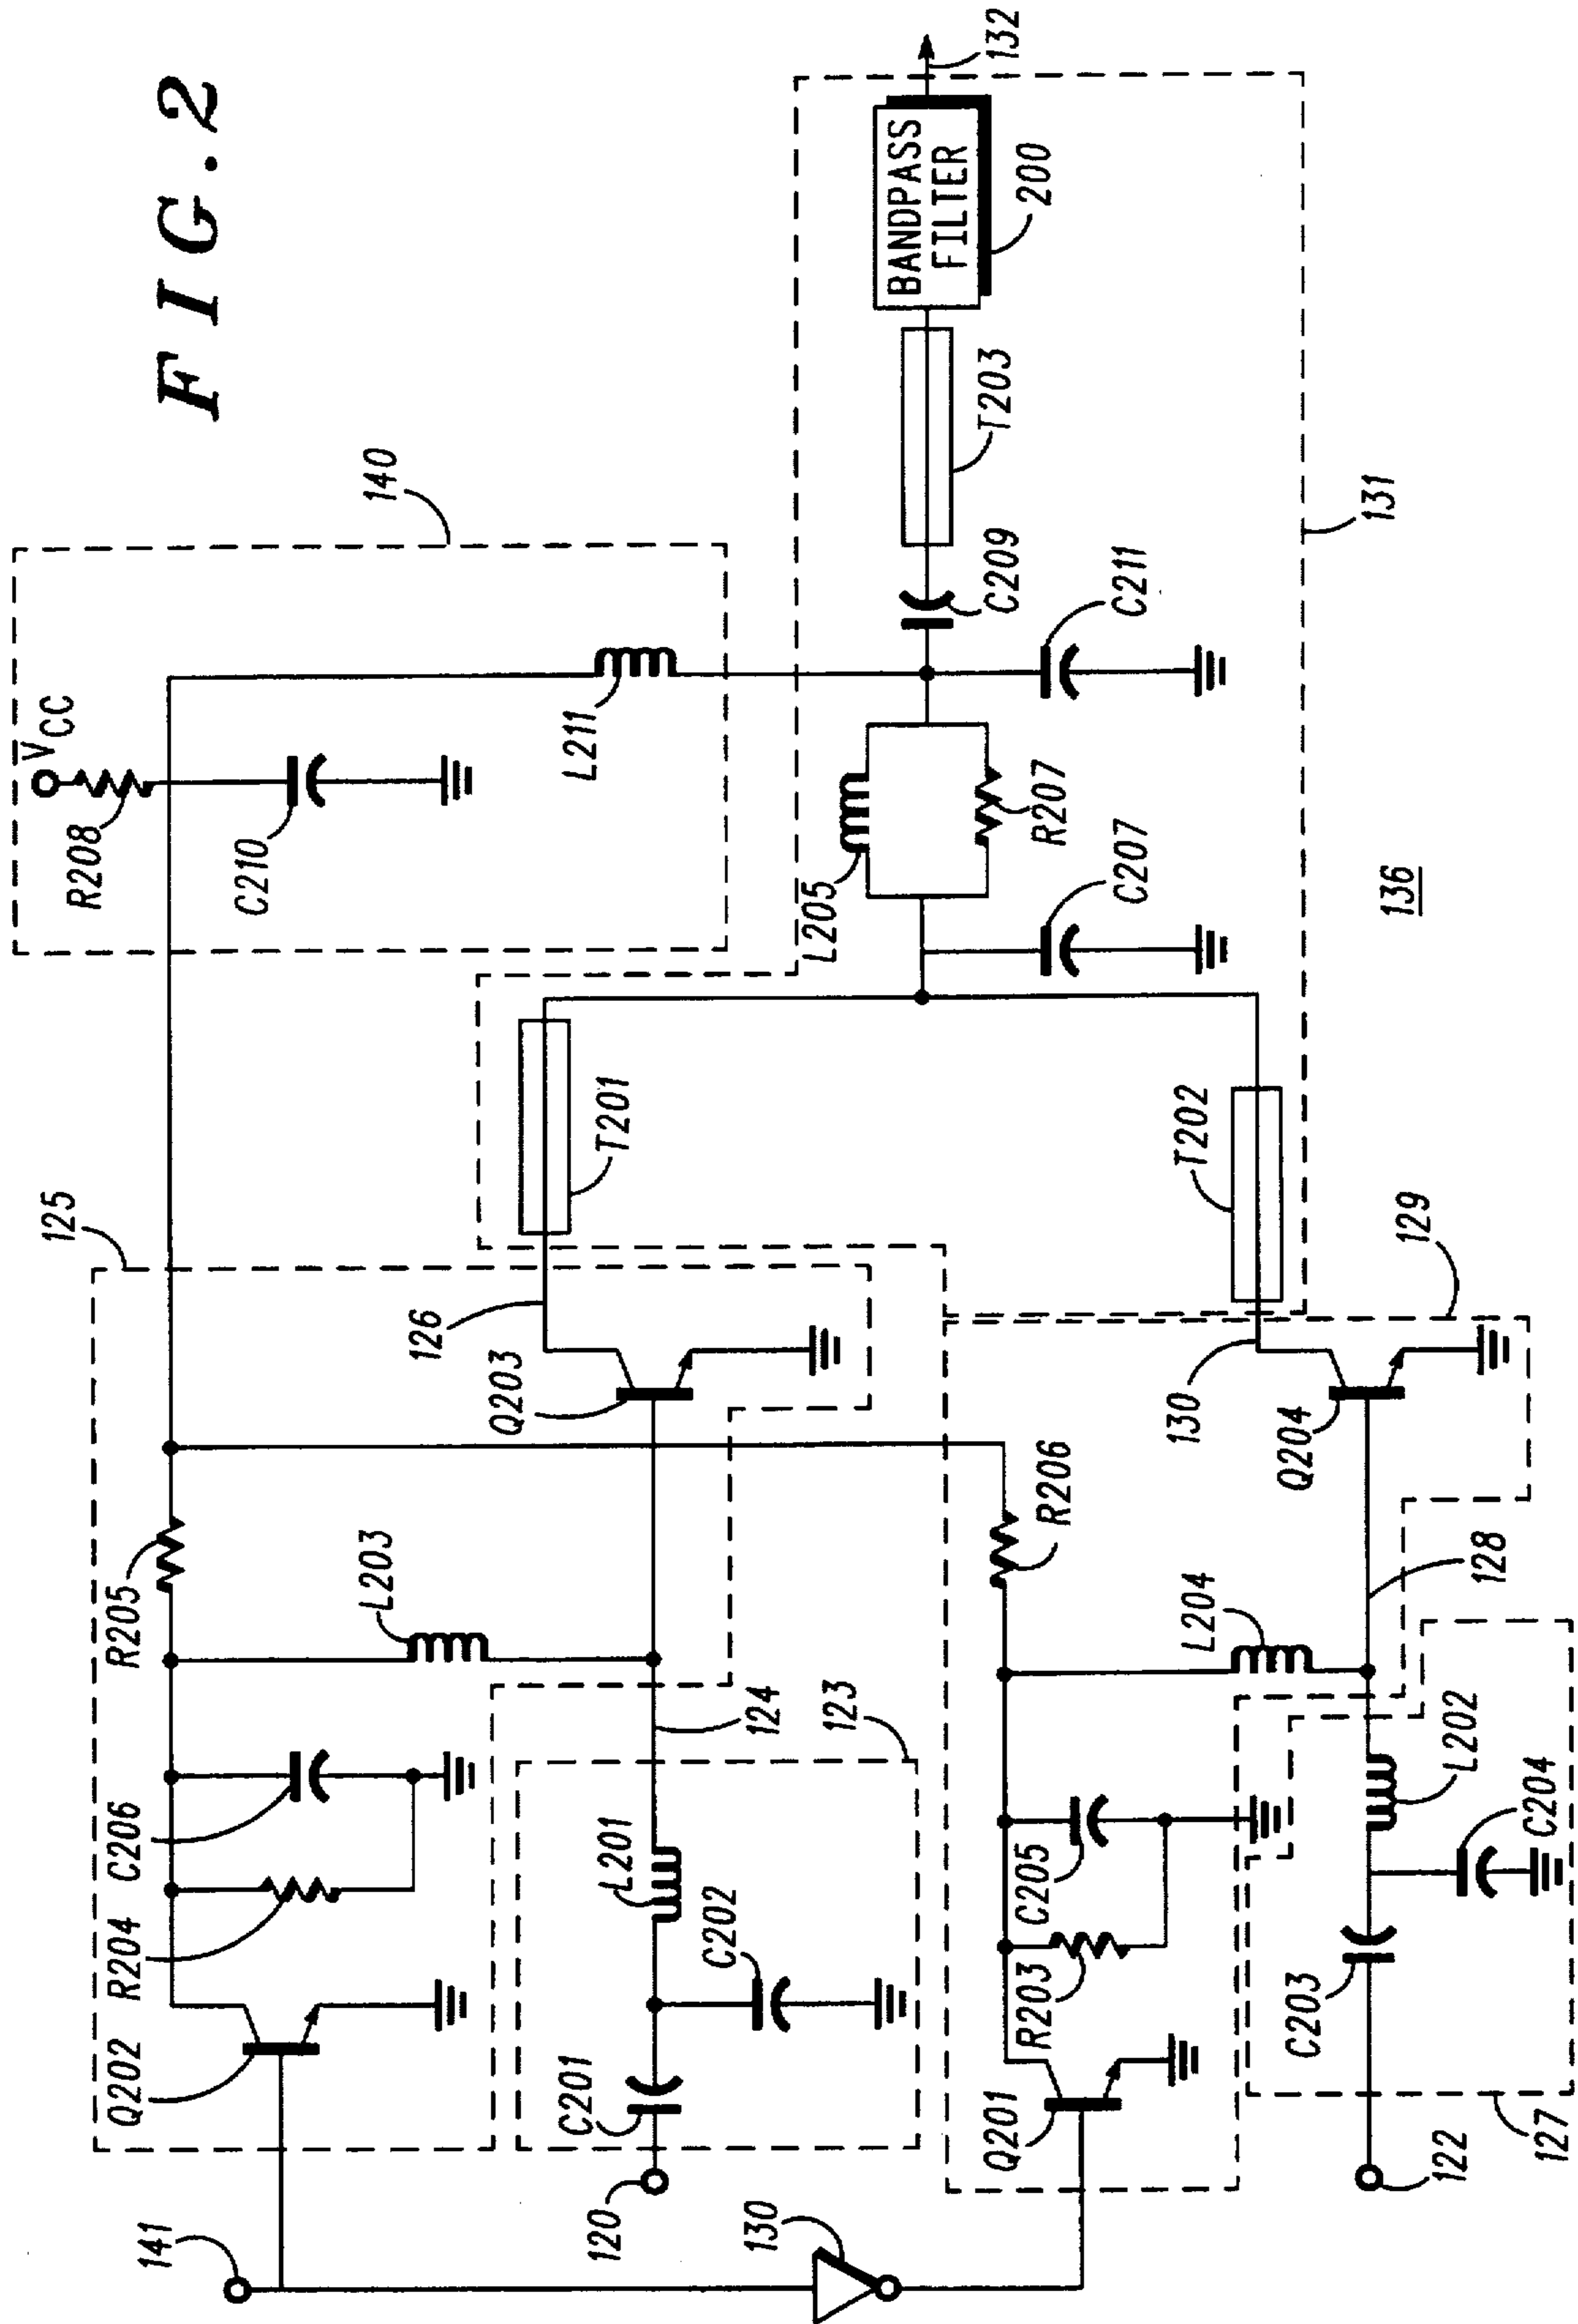 FIG.2
125
140
VCC
R208
C210
L211
141
Q202
R204
C206
R205
L203
Q203
126
T201
L205
R207
C207
C209
C211
T203
BANDPASS
FILTER
200
132
120
C201
C202
L201
124
123
130
Q201
R203
C205
R206
L204
Q204
130
T202
129
131
136
122
C203
C204
L202
128
127